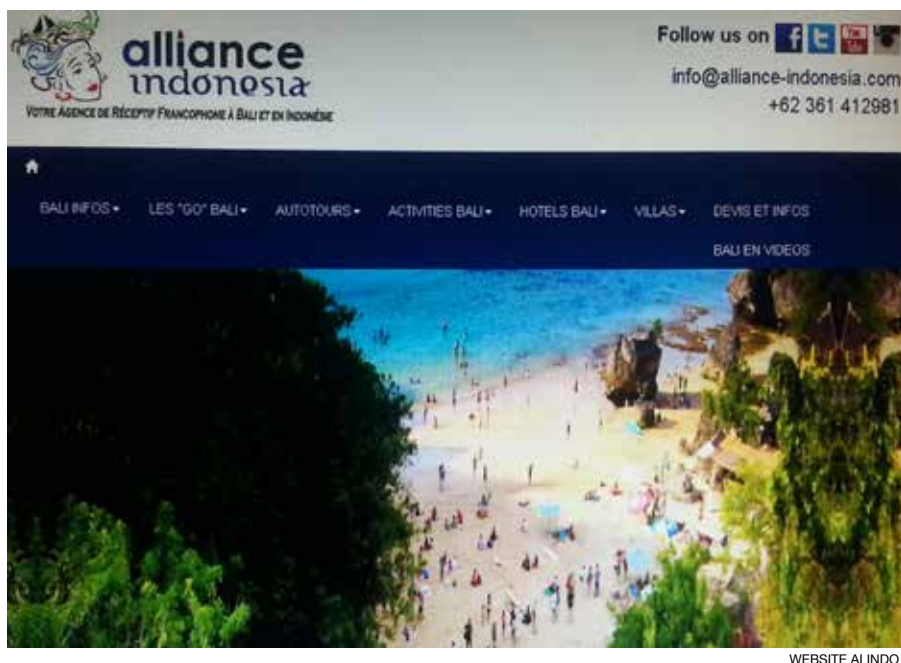 alliance
indonesia
VOTRE AGENCE DE RÉCEPTIF FRANCOPHONE À BALI ET EN INDONÉSIE
Follow us on
You Tube
info@alliance-indonesia.com
+62 361 412981
BALI INFOS
LES "GO" BALI
AUTOTOURS
ACTIVITIES BALI
HOTELS BALI
VILLAS
DEVIS ET INFOS
BALI EN VIDEOS
WEBSITE ALINDO